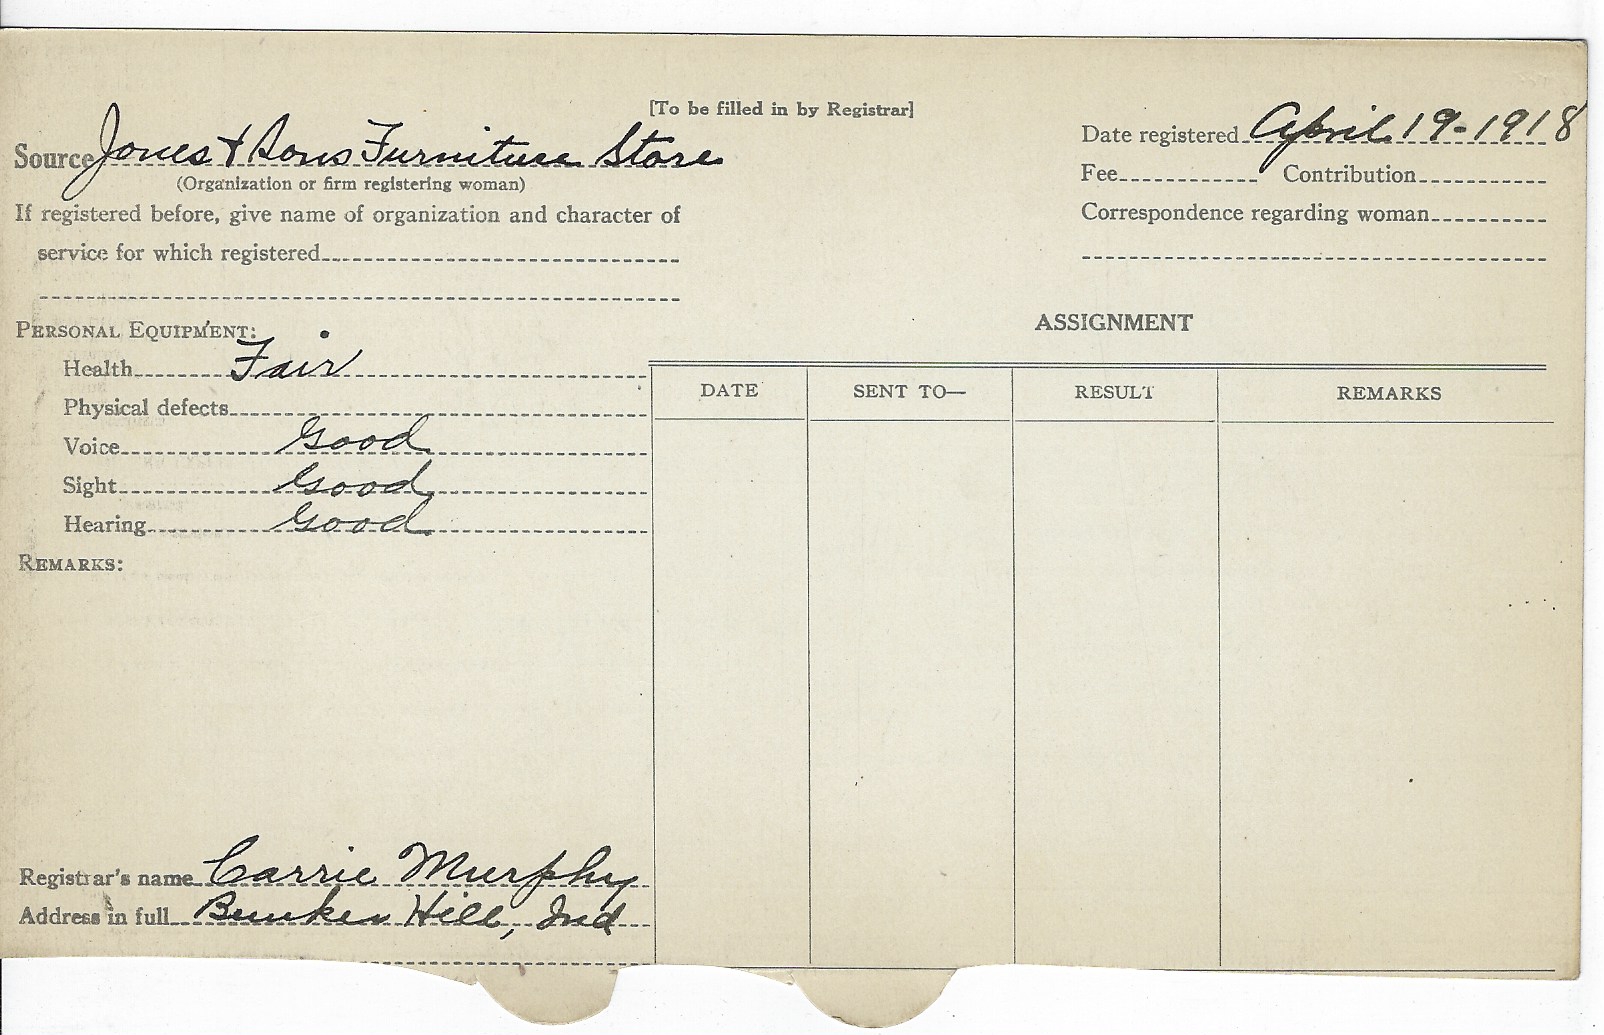 [To be filled in by Registrar]
Source Jones & Sons Furniture Store
(Organization or firm registering woman)
If registered before, give name of organization and character of
service for which registered
Date registered April 19-1918
Fee Contribution
Correspondence regarding woman
PERSONAL EQUIPMENT:
Health Fair
Physical defects
Voice Good
Sight Good
Hearing Good
REMARKS:
ASSIGNMENT
DATE SENT TO— RESULT REMARKS
Registrar's name Carrie Murphy
Address in full Bunker Hill, Ind